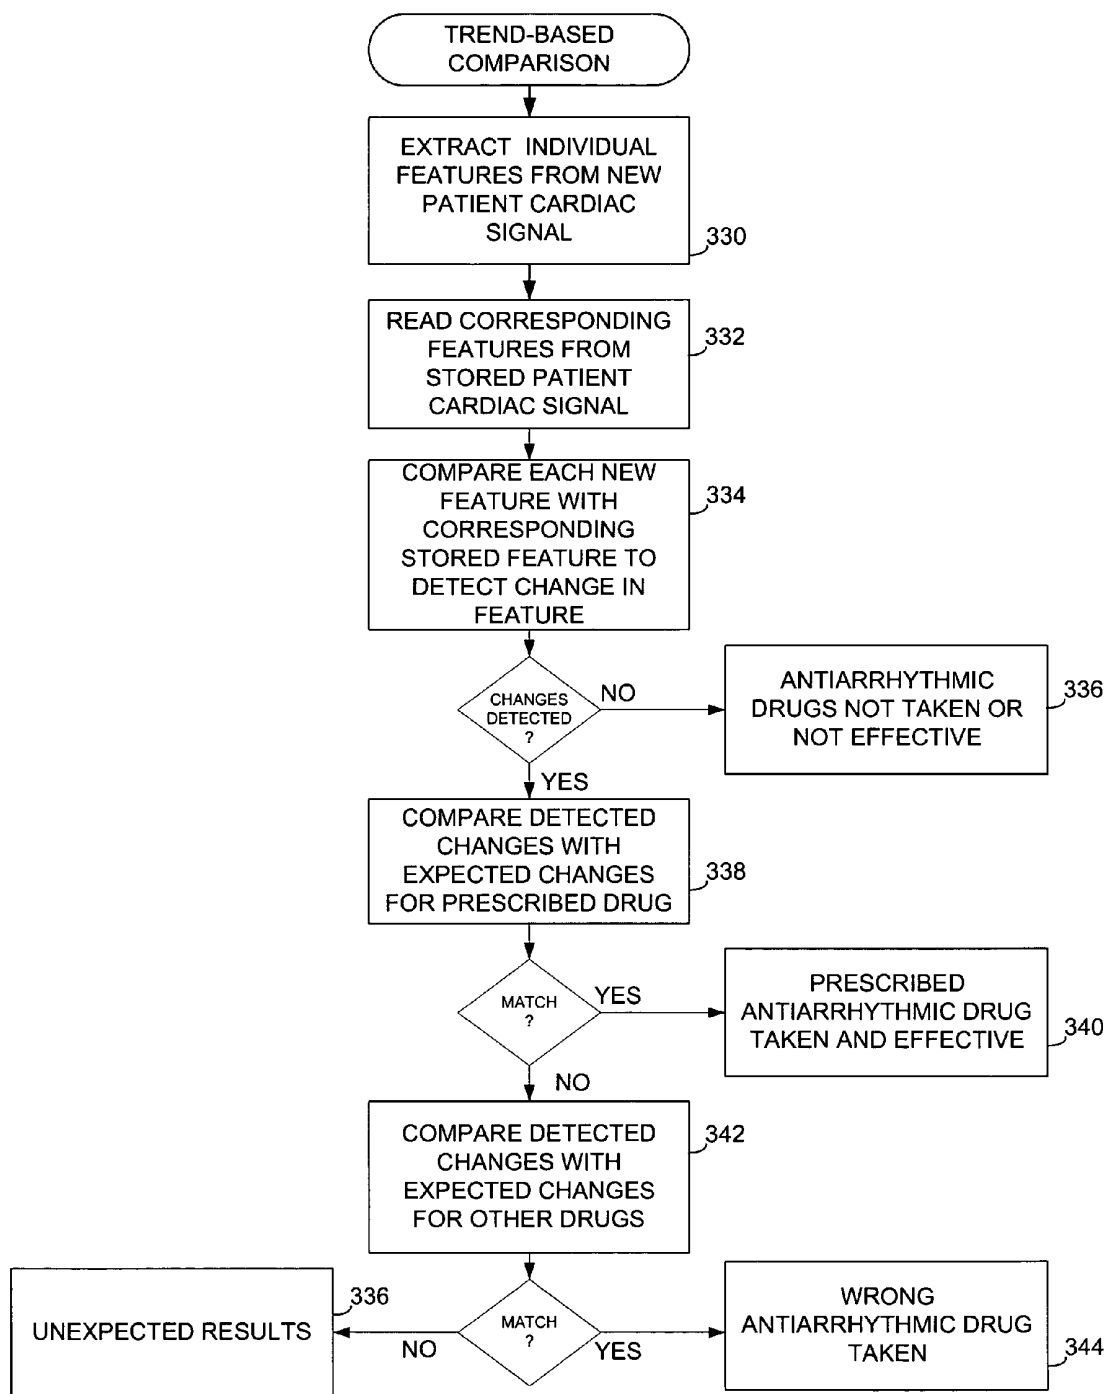 TREND-BASED
COMPARISON
EXTRACT INDIVIDUAL
FEATURES FROM NEW
PATIENT CARDIAC
SIGNAL
330
READ CORRESPONDING
FEATURES FROM
STORED PATIENT
CARDIAC SIGNAL
332
COMPARE EACH NEW
FEATURE WITH
CORRESPONDING
STORED FEATURE TO
DETECT CHANGE IN
FEATURE
334
CHANGES
DETECTED
?
NO
ANTIARRHYTHMIC
DRUGS NOT TAKEN OR
NOT EFFECTIVE
336
YES
COMPARE DETECTED
CHANGES WITH
EXPECTED CHANGES
FOR PRESCRIBED DRUG
338
MATCH
?
YES
PRESCRIBED
ANTIARRHYTHMIC DRUG
TAKEN AND EFFECTIVE
340
NO
COMPARE DETECTED
CHANGES WITH
EXPECTED CHANGES
FOR OTHER DRUGS
342
MATCH
?
NO
UNEXPECTED RESULTS
336
YES
WRONG
ANTIARRHYTHMIC DRUG
TAKEN
344